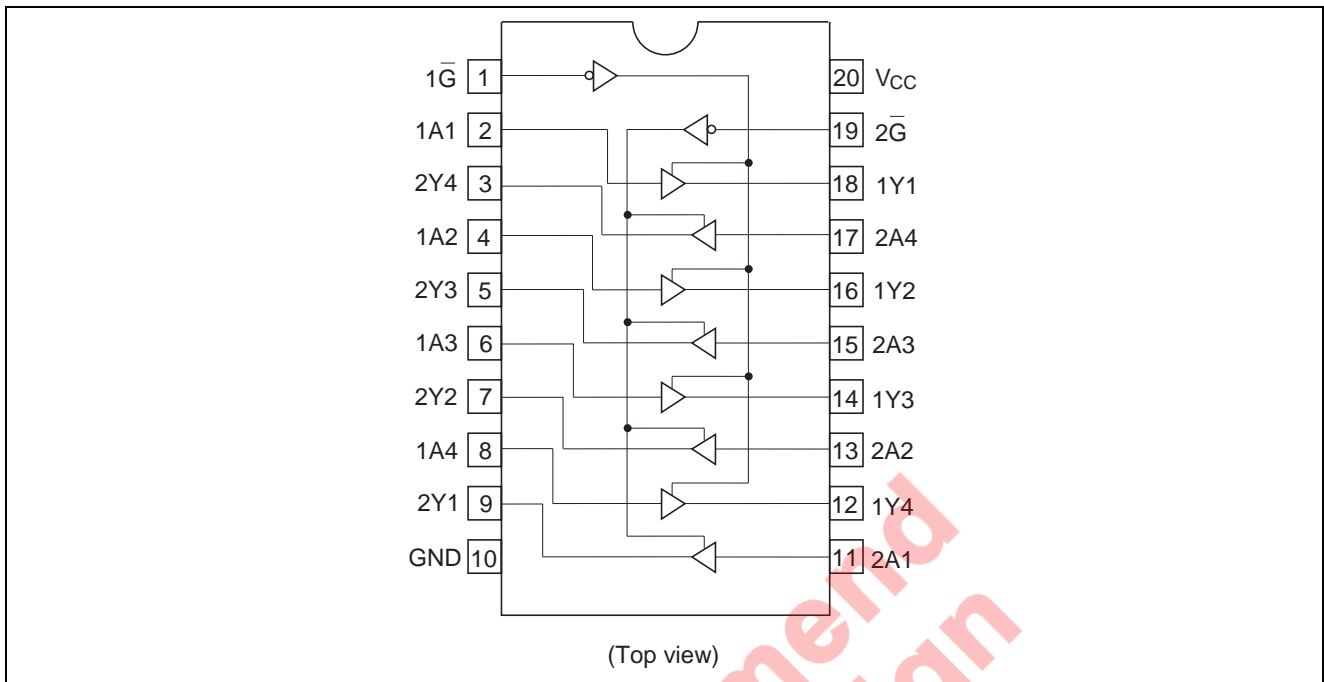 1G̅ 1
1A1 2
2Y4 3
1A2 4
2Y3 5
1A3 6
2Y2 7
1A4 8
2Y1 9
GND 10
20 VCC
19 2G̅
18 1Y1
17 2A4
16 1Y2
15 2A3
14 1Y3
13 2A2
12 1Y4
11 2A1
(Top view)